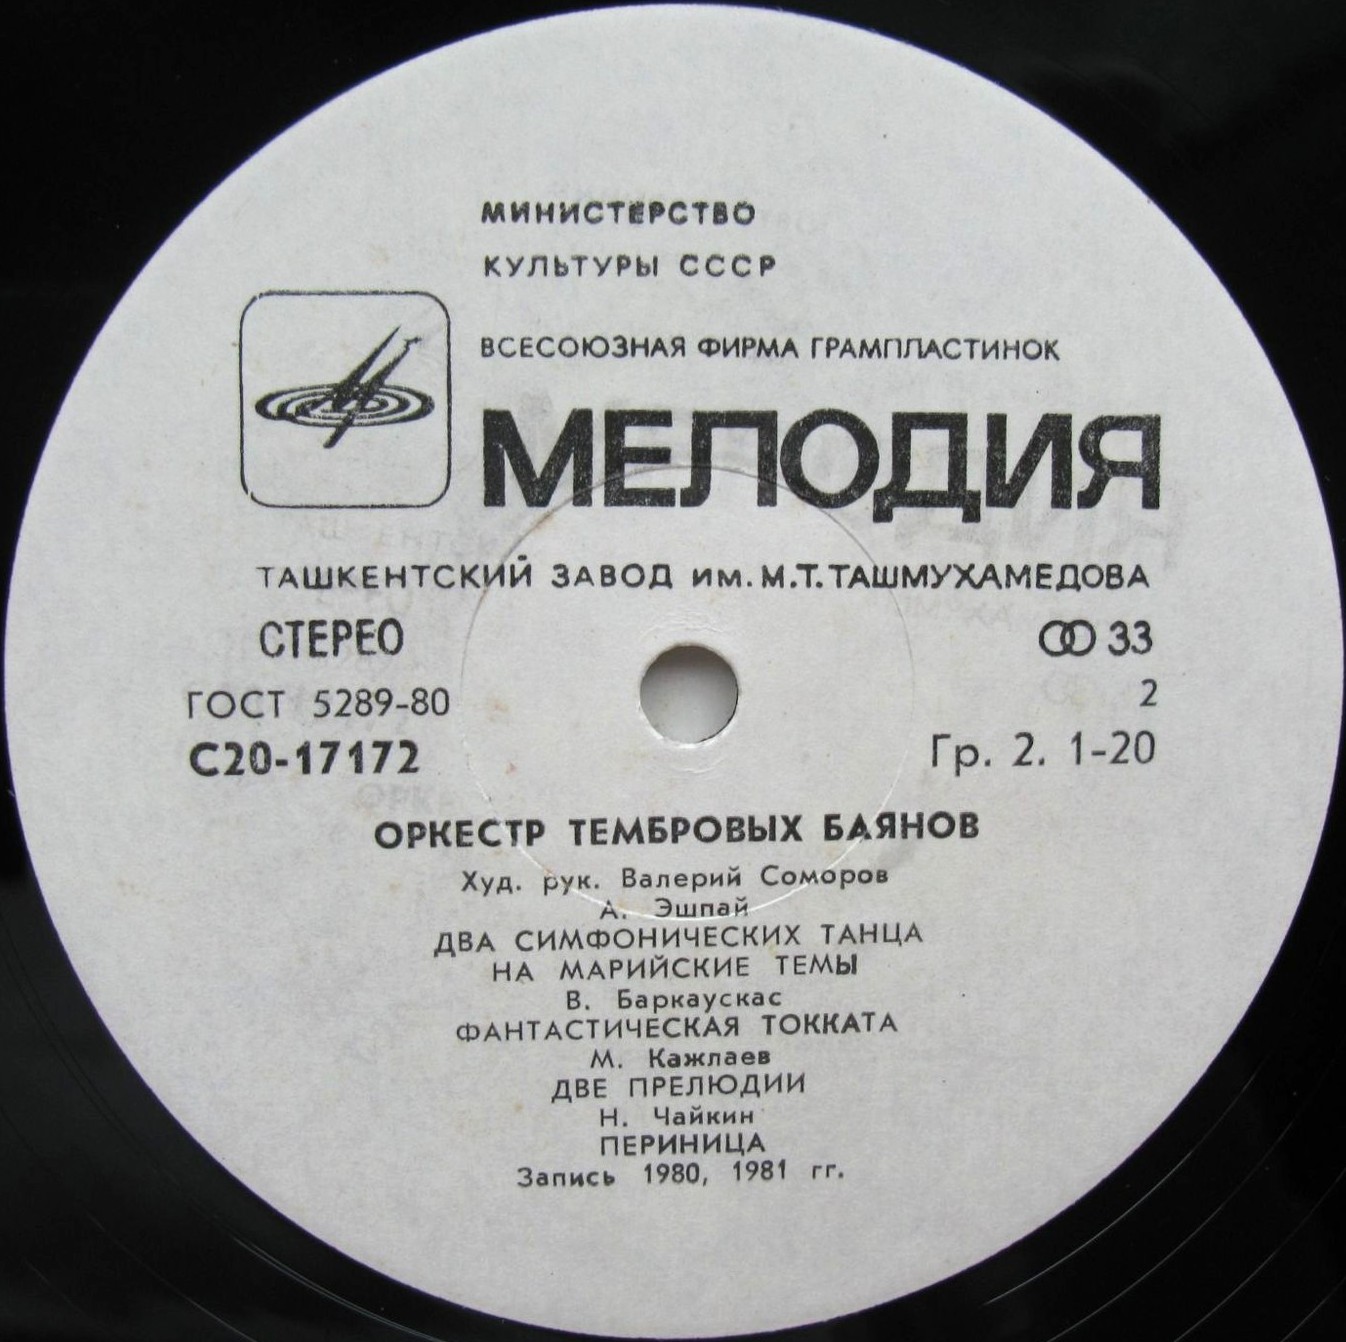 МИНИСТЕРСТВО
КУЛЬТУРЫ СССР
ВСЕСОЮЗНАЯ ФИРМА ГРАМПЛАСТИНОК
МЕЛОДИЯ
ТАШКЕНТСКИЙ ЗАВОД им. М.Т. ТАШМУХАМЕДОВА
СТЕРЕО 33
ГОСТ 5289-80 2
С20-17172 Гр. 2. 1-20
ОРКЕСТР ТЕМБРОВЫХ БАЯНОВ
Худ. рук. Валерий Соморов
А. Эшпай
ДВА СИМФОНИЧЕСКИХ ТАНЦА
НА МАРИЙСКИЕ ТЕМЫ
В. Баркаускас
ФАНТАСТИЧЕСКАЯ ТОККАТА
М. Кажлаев
ДВЕ ПРЕЛЮДИИ
Н. Чайкин
ПЕРИНИЦА
Запись 1980, 1981 гг.